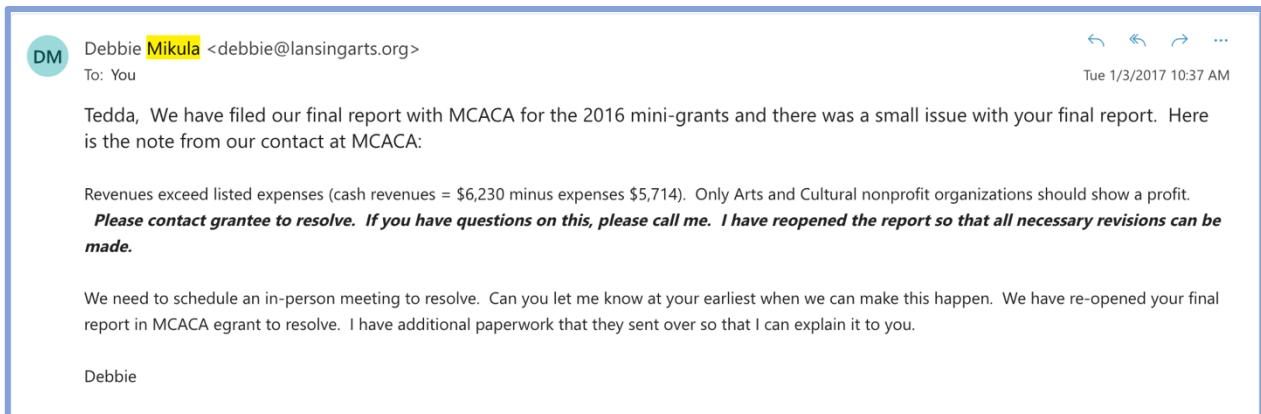 DM
Debbie Mikula <debbie@lansingarts.org>
To: You
Tue 1/3/2017 10:37 AM
Tedda, We have filed our final report with MCACA for the 2016 mini-grants and there was a small issue with your final report. Here
is the note from our contact at MCACA:
Revenues exceed listed expenses (cash revenues = $6,230 minus expenses $5,714). Only Arts and Cultural nonprofit organizations should show a profit.
Please contact grantee to resolve. If you have questions on this, please call me. I have reopened the report so that all necessary revisions can be
made.
We need to schedule an in-person meeting to resolve. Can you let me know at your earliest when we can make this happen. We have re-opened your final
report in MCACA egrant to resolve. I have additional paperwork that they sent over so that I can explain it to you.
Debbie